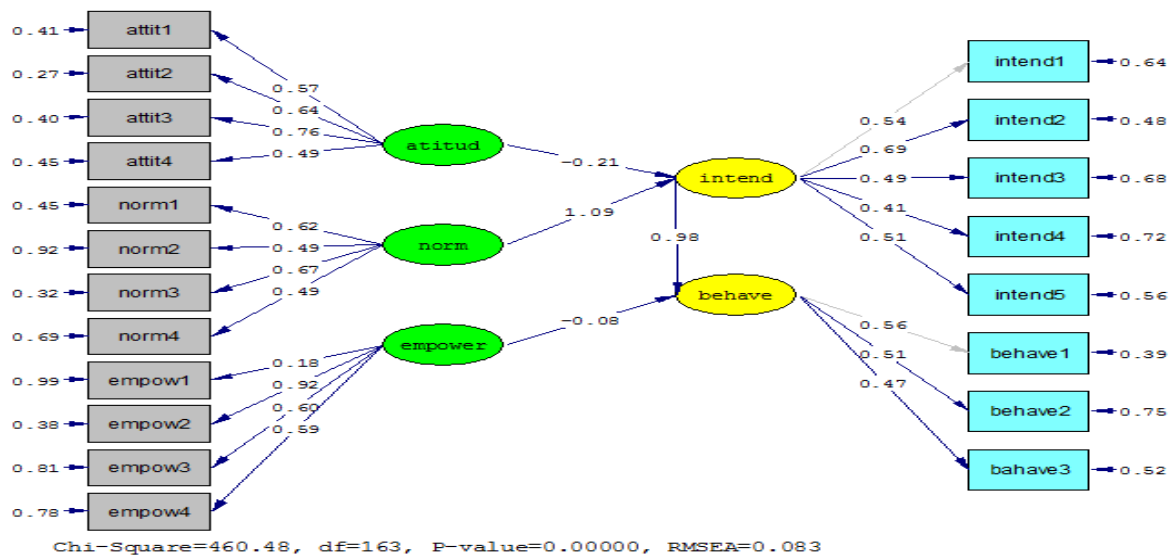 0.41 attit1
0.27 attit2
0.40 attit3
0.45 attit4
0.45 norm1
0.92 norm2
0.32 norm3
0.69 norm4
0.99 empow1
0.38 empow2
0.81 empow3
0.78 empow4
0.57
0.64
0.76
0.49
0.62
0.49
0.67
0.49
0.18
0.92
0.60
0.59
atitud
norm
empower
-0.21
1.09
-0.08
intend
0.98
behave
0.54
0.69
0.49
0.41
0.51
0.56
0.51
0.47
intend1 0.64
intend2 0.48
intend3 0.68
intend4 0.72
intend5 0.56
behave1 0.39
behave2 0.75
bahave3 0.52
Chi-Square=460.48, df=163, P-value=0.00000, RMSEA=0.083